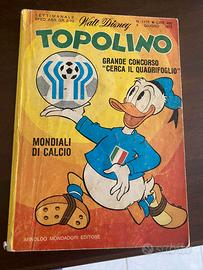 SETTIMANALE
Walt Disney
TOPOLINO
GRANDE CONCORSO
"CERCA IL QUADRIFOGLIO"
MONDIALI
DI CALCIO
ARNOLDO MONDADORI EDITORE